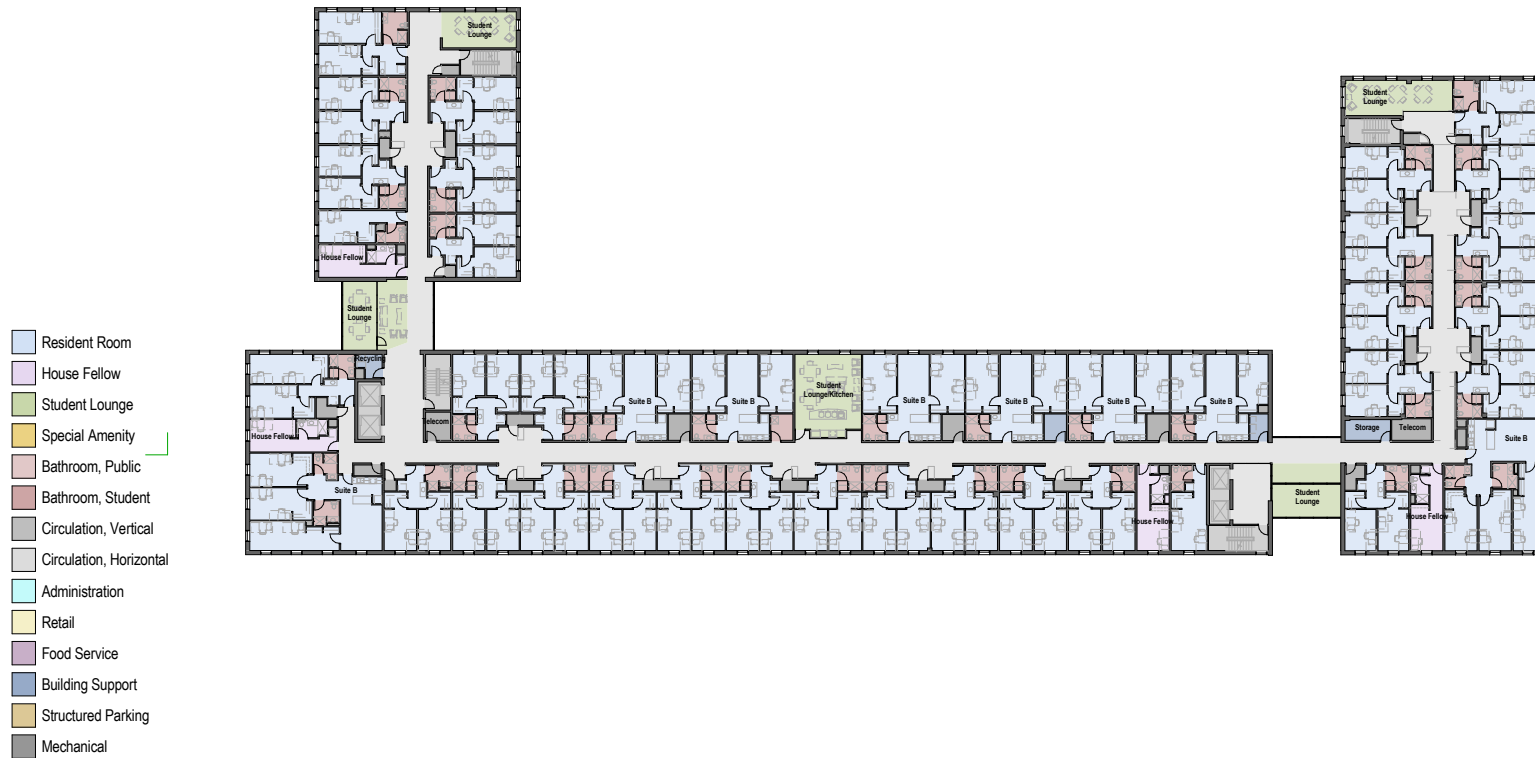 Student
Lounge
Student
Lounge
House Fellow
Student
Lounge
Resident Room
House Fellow
Student Lounge
Special Amenity
Bathroom, Public
Bathroom, Student
Circulation, Vertical
Circulation, Horizontal
Administration
Retail
Food Service
Building Support
Structured Parking
Mechanical
Recycling
Suite B
Suite B
Student
Lounge/Kitchen
Suite B
Suite B
Suite B
Suite B
Telecom
House Fellow
Storage
Telecom
Suite B
Suite B
Student
Lounge
House Fellow
House Fellow